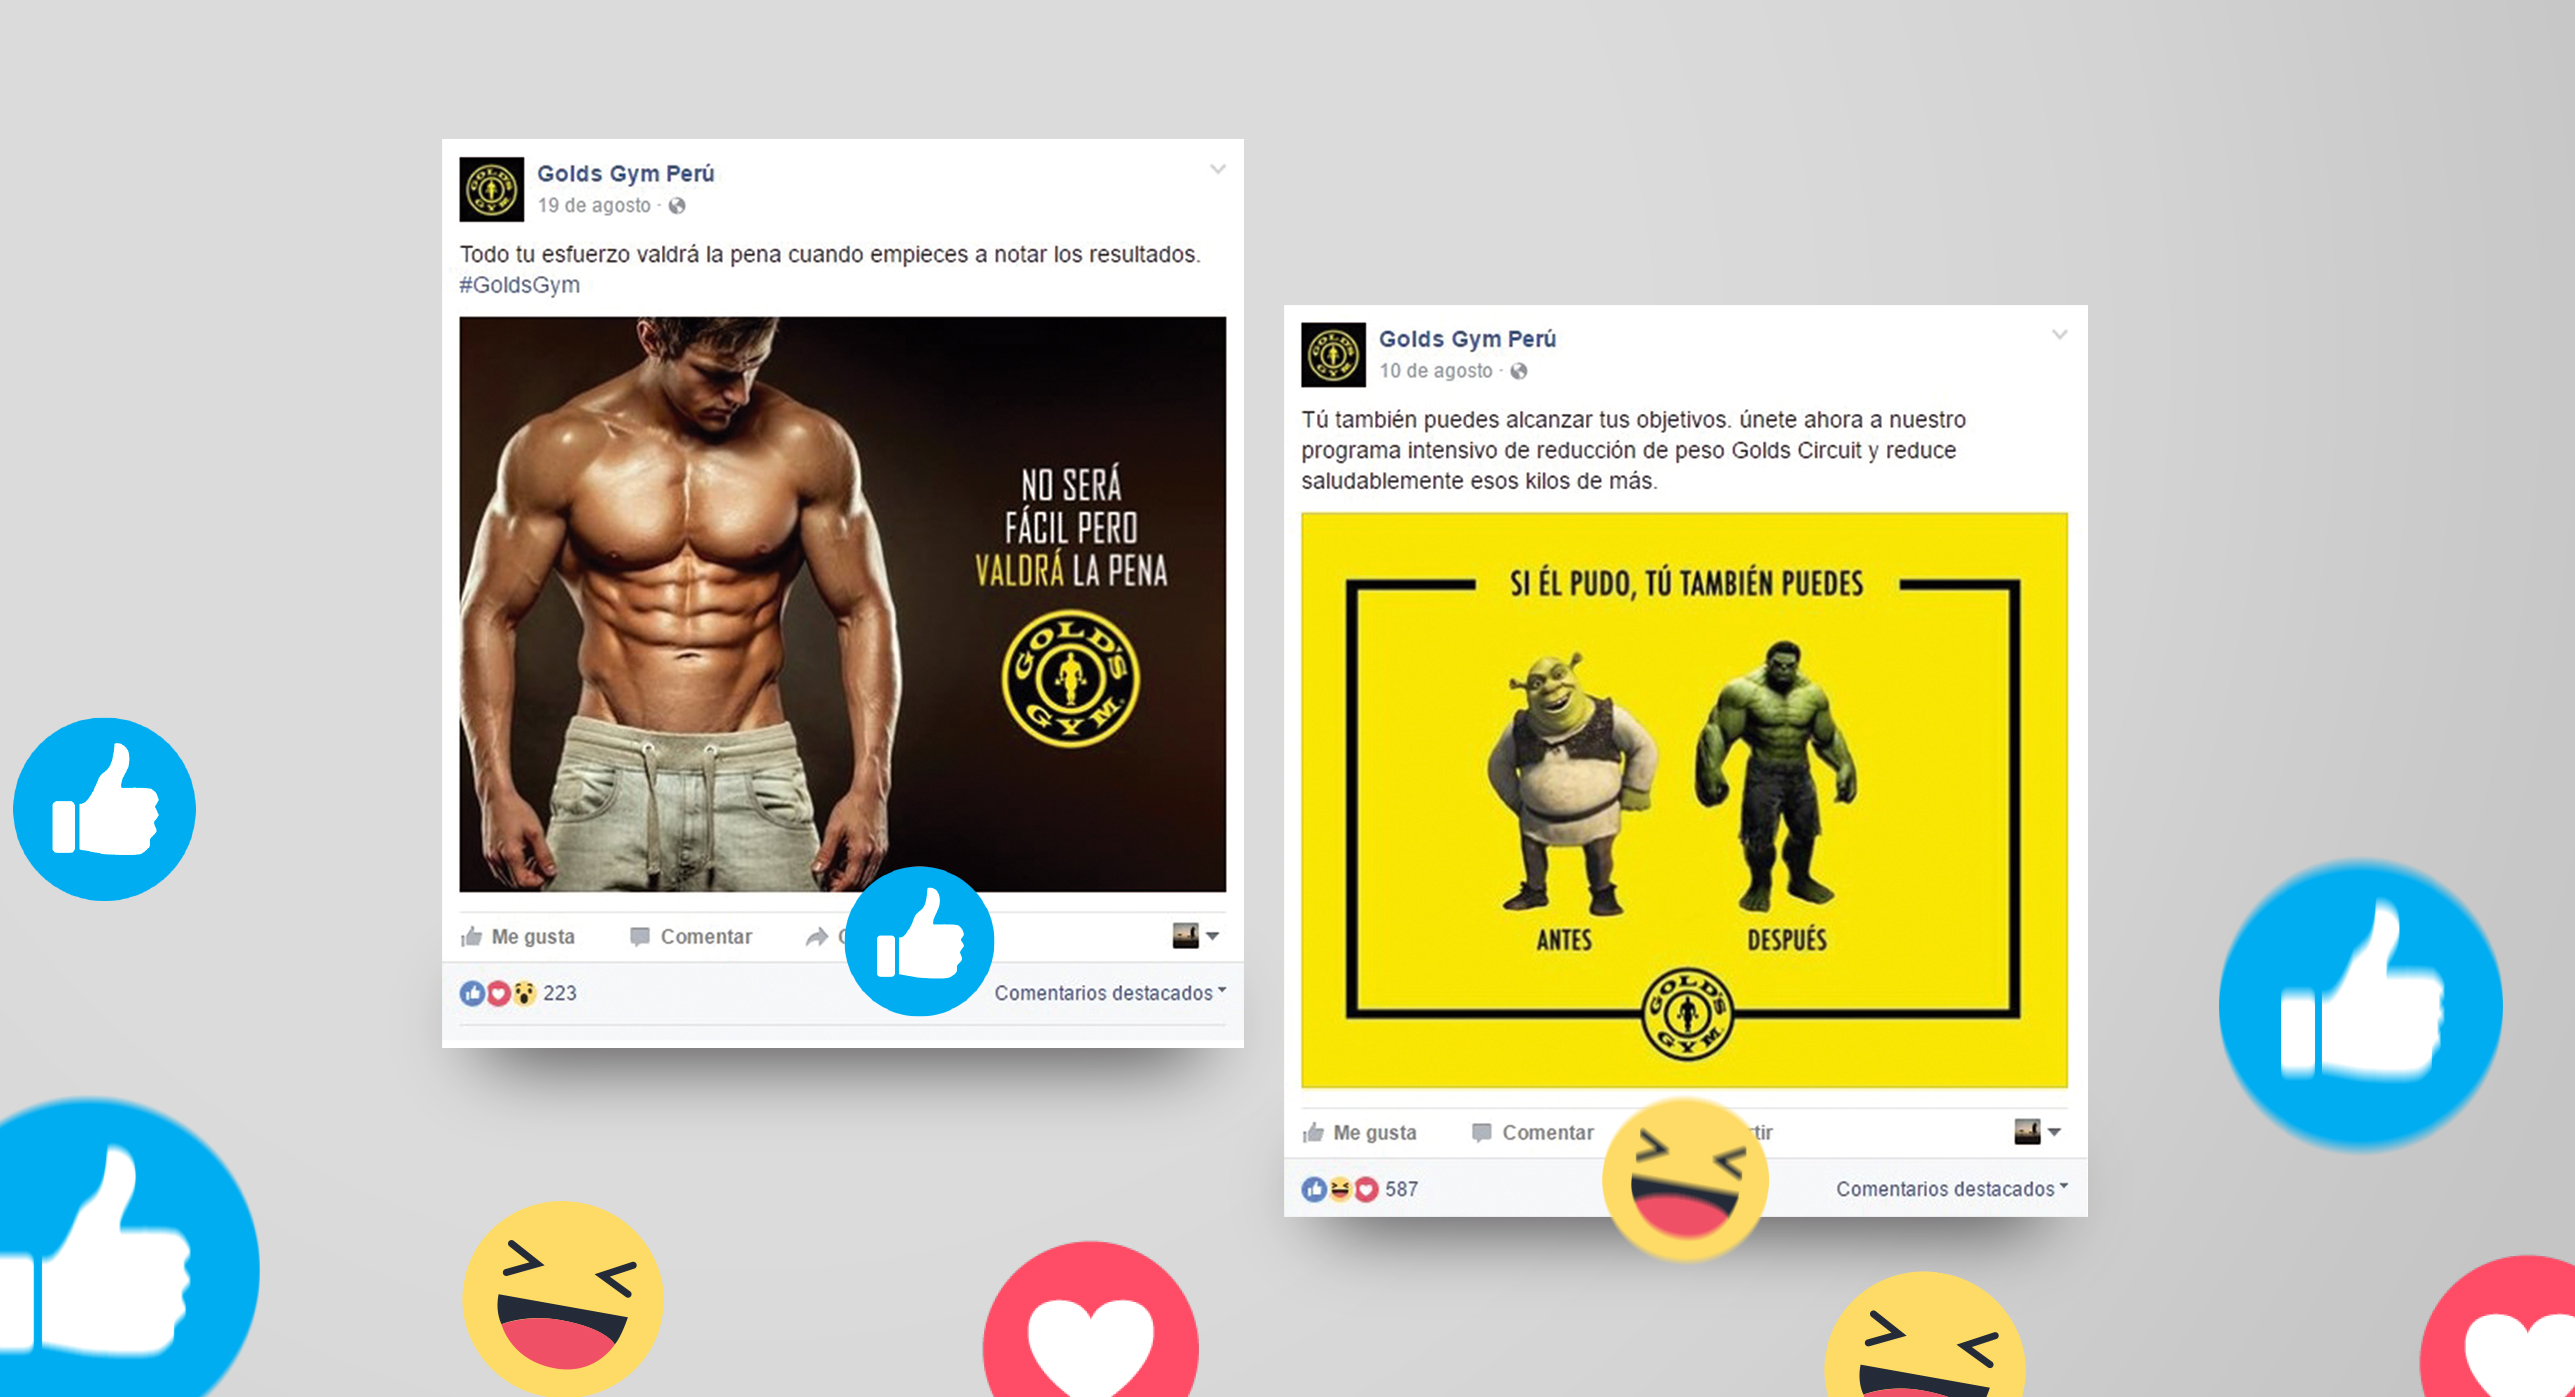 Golds Gym Perú
19 de agosto ·
Todo tu esfuerzo valdrá la pena cuando empieces a notar los resultados.
#GoldsGym
NO SERÁ
FÁCIL PERO
VALDRÁ LA PENA
GOLD'S
GYM
Me gusta Comentar
223 Comentarios destacados
Golds Gym Perú
10 de agosto ·
Tú también puedes alcanzar tus objetivos. únete ahora a nuestro
programa intensivo de reducción de peso Golds Circuit y reduce
saludablemente esos kilos de más.
SI ÉL PUDO, TÚ TAMBIÉN PUEDES
ANTES DESPUÉS
GOLD'S
GYM
Me gusta Comentar
587 Comentarios destacados